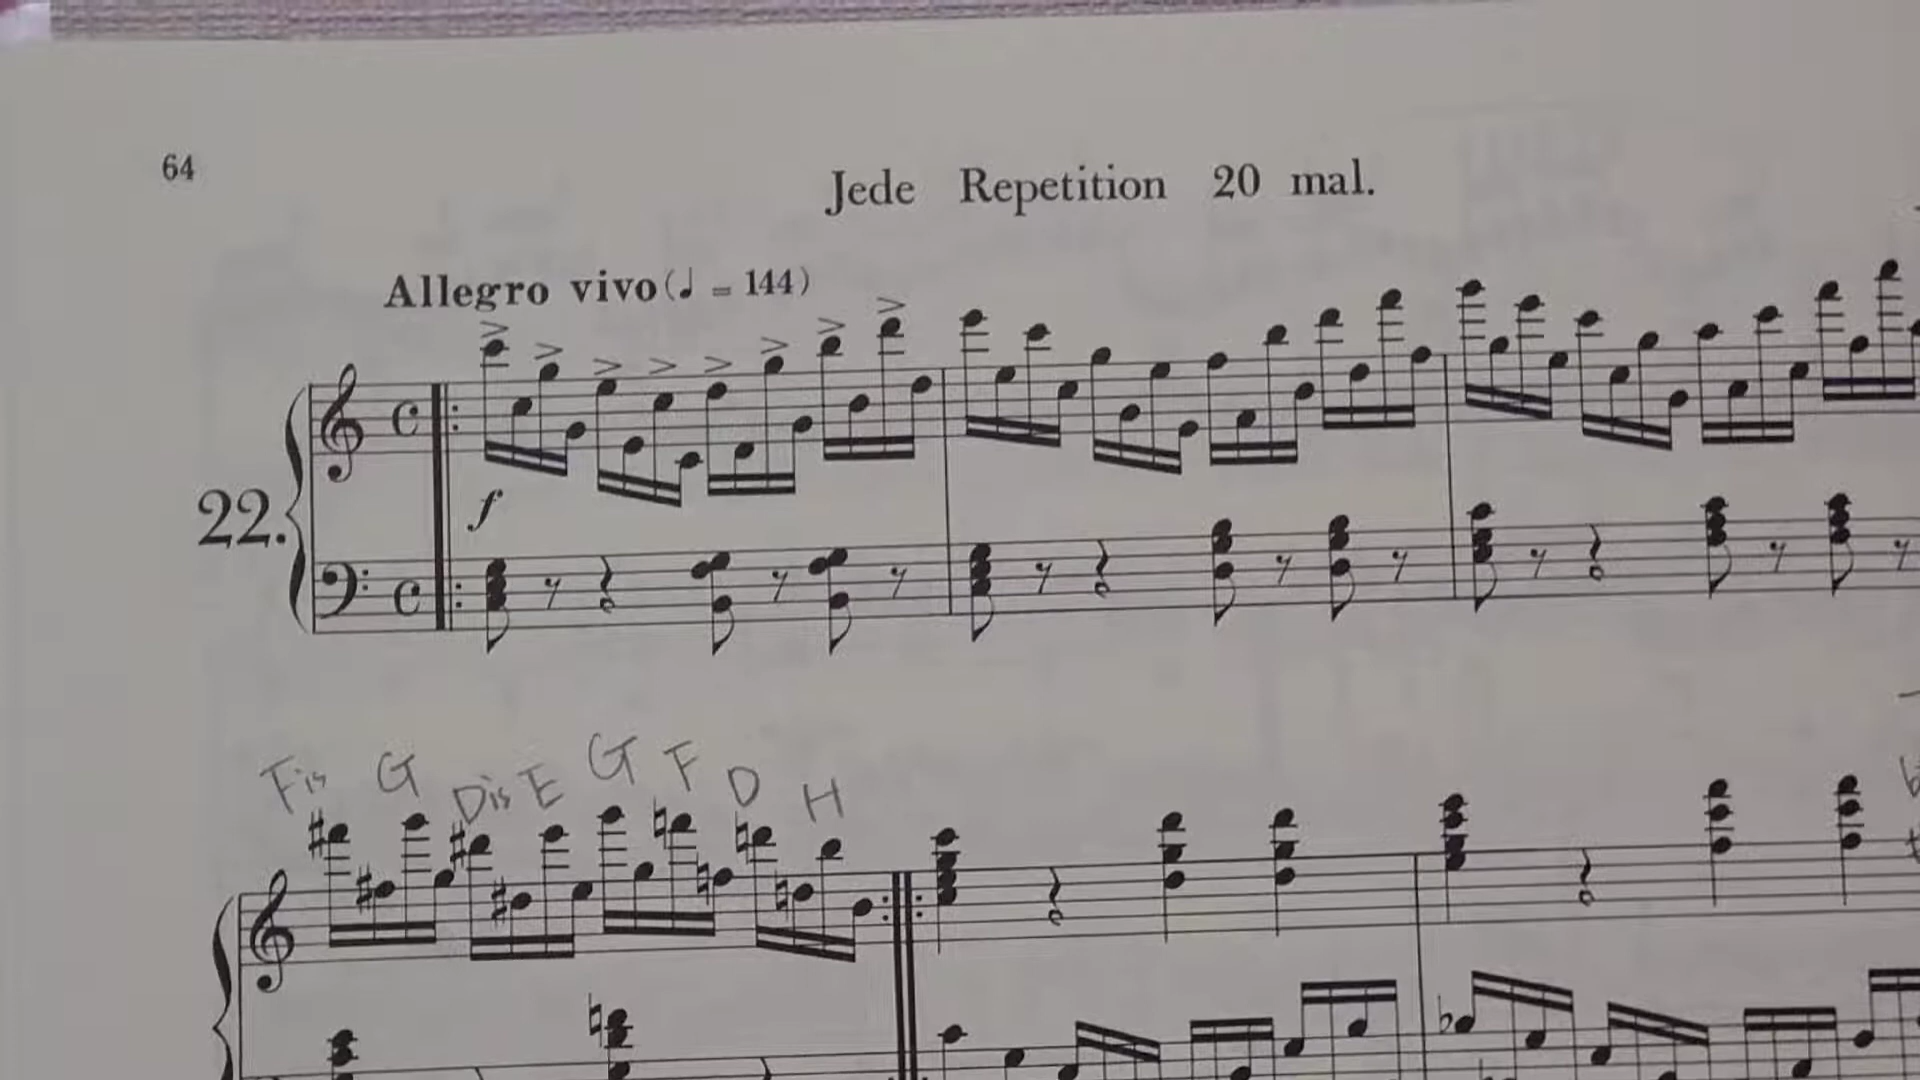 64
Jede Repetition 20 mal.
Allegro vivo (♩ = 144)
22.
f
Fis G Dis E G F D H